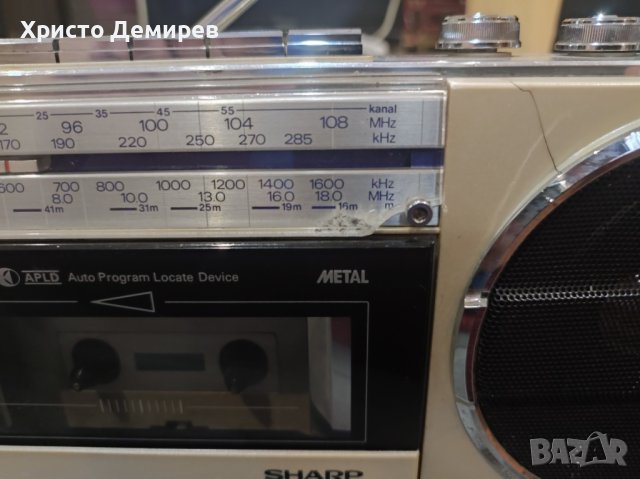 Христо Демирев
25 35 45 55 kanal
96 100 104 108 MHz
170 190 220 250 270 285 kHz
600 700 800 1000 1200 1400 1600 kHz
8.0 10.0 13.0 16.0 18.0 MHz
41m 31m 25m 19m 16m m
APLD Auto Program Locate Device METAL
SHARP
BAZAR